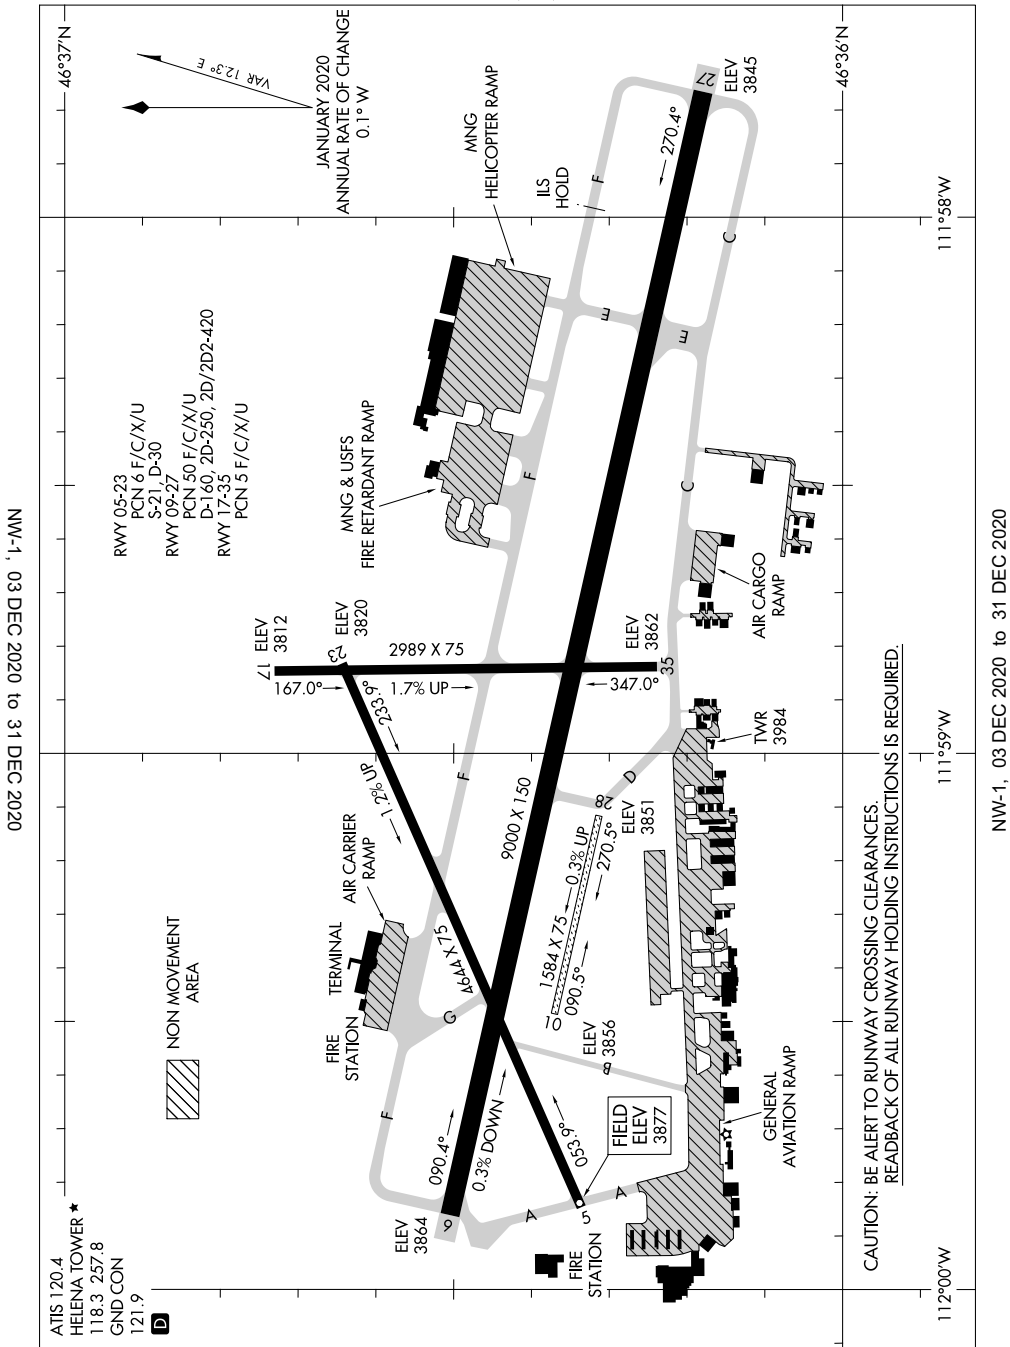 NW-1, 03 DEC 2020 to 31 DEC 2020
ATIS 120.4
HELENA TOWER ★
118.3 257.8
GND CON
121.9
D
RWY 05-23
PCN 6 F/C/X/U
S-21, D-30
RWY 09-27
PCN 50 F/C/X/U
D-160, 2D-250, 2D/2D2-420
RWY 17-35
PCN 5 F/C/X/U
46°37'N
VAR 12.3° E
JANUARY 2020
ANNUAL RATE OF CHANGE
0.1° W
46°36'N
NON MOVEMENT
AREA
MNG
HELICOPTER RAMP
ILS
HOLD
MNG & USFS
FIRE RETARDANT RAMP
AIR CARRIER
RAMP
TERMINAL
FIRE
STATION
17
ELEV
3812
23
ELEV
3820
167.0°
1.7% UP
2989 X 75
347.0°
35
ELEV
3862
233.9°
1.2% UP
4644 X 75
053.9°
5
FIELD
ELEV
3877
9
ELEV
3864
090.4°
0.3% DOWN
9000 X 150
270.4°
27
ELEV
3845
10
ELEV
3856
090.5°
1584 X 75
0.3% UP
270.5°
28
ELEV
3851
F
F
F
F
G
A
A
B
D
C
C
E
E
TWR
3984
AIR CARGO
RAMP
GENERAL
AVIATION RAMP
FIRE
STATION
CAUTION: BE ALERT TO RUNWAY CROSSING CLEARANCES.
READBACK OF ALL RUNWAY HOLDING INSTRUCTIONS IS REQUIRED.
112°00'W
111°59'W
111°58'W
NW-1, 03 DEC 2020 to 31 DEC 2020